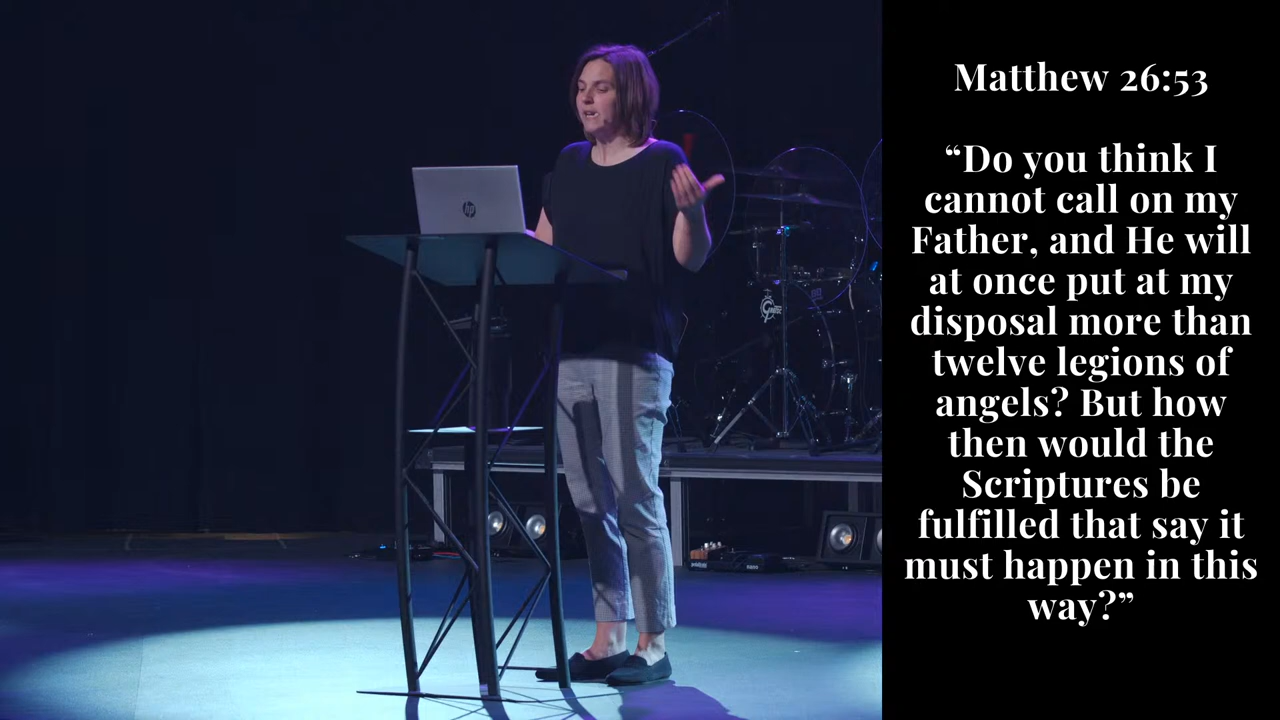 Matthew 26:53
“Do you think I
cannot call on my
Father, and He will
at once put at my
disposal more than
twelve legions of
angels? But how
then would the
Scriptures be
fulfilled that say it
must happen in this
way?”
hp